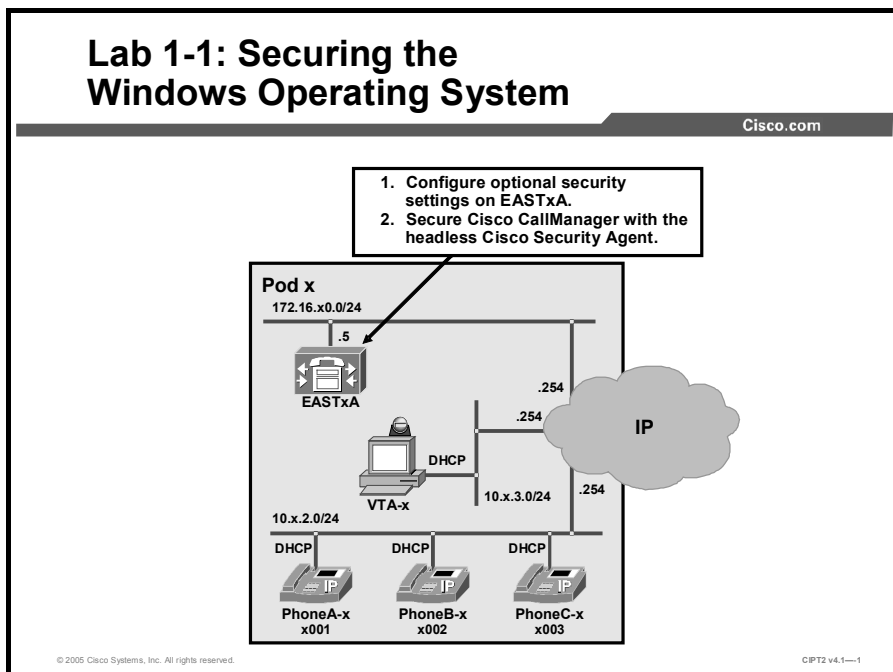 Lab 1-1: Securing the
Windows Operating System
Cisco.com
1. Configure optional security
settings on EASTxA.
2. Secure Cisco CallManager with the
headless Cisco Security Agent.
Pod x
172.16.x0.0/24
.5
EASTxA
.254
.254
IP
DHCP
VTA-x
10.x.3.0/24
.254
10.x.2.0/24
DHCP
DHCP
DHCP
IP
IP
IP
PhoneA-x
x001
PhoneB-x
x002
PhoneC-x
x003
© 2005 Cisco Systems, Inc. All rights reserved.
CIPT2 v4.1—-1